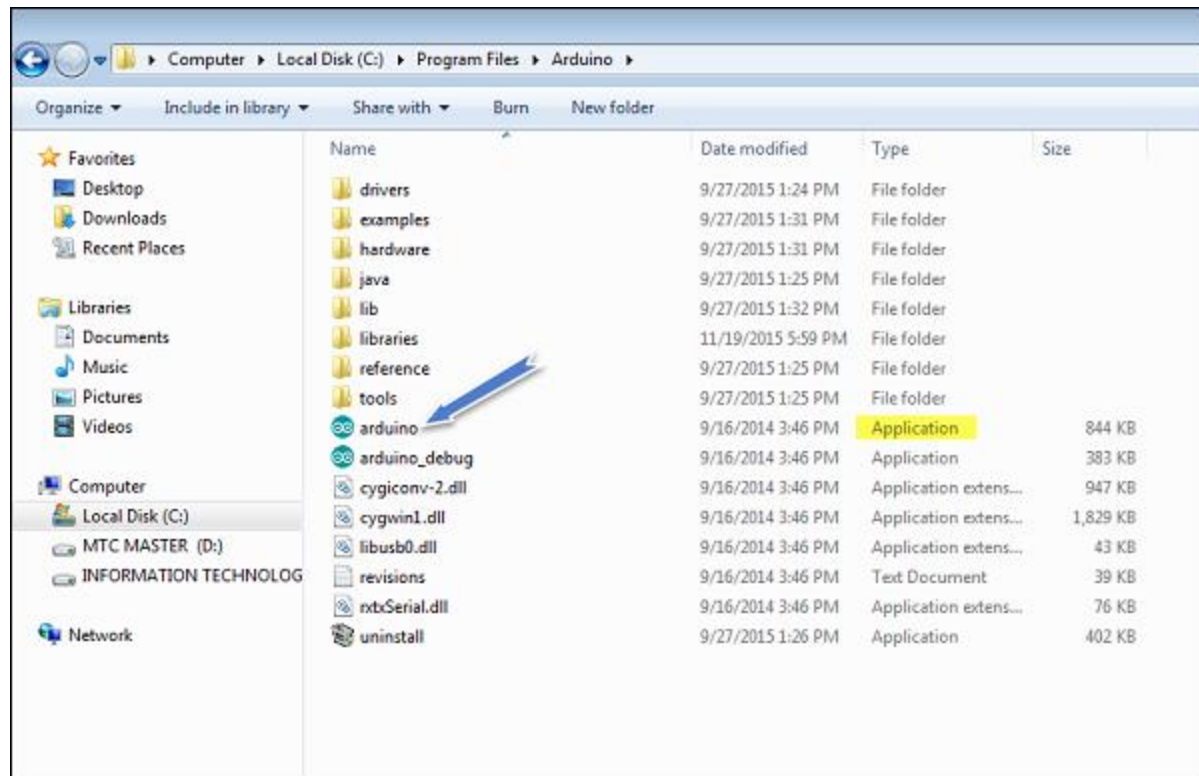 Computer Local Disk (C:) Program Files Arduino
Organize Include in library Share with Burn New folder
Favorites
Desktop
Downloads
Recent Places
Libraries
Documents
Music
Pictures
Videos
Computer
Local Disk (C:)
MTC MASTER (D:)
INFORMATION TECHNOLOG
Network
Name Date modified Type Size
drivers 9/27/2015 1:24 PM File folder
examples 9/27/2015 1:31 PM File folder
hardware 9/27/2015 1:31 PM File folder
java 9/27/2015 1:25 PM File folder
lib 9/27/2015 1:32 PM File folder
libraries 11/19/2015 5:59 PM File folder
reference 9/27/2015 1:25 PM File folder
tools 9/27/2015 1:25 PM File folder
arduino 9/16/2014 3:46 PM Application 844 KB
arduino_debug 9/16/2014 3:46 PM Application 383 KB
cygiconv-2.dll 9/16/2014 3:46 PM Application extens... 947 KB
cygwin1.dll 9/16/2014 3:46 PM Application extens... 1,829 KB
libusb0.dll 9/16/2014 3:46 PM Application extens... 43 KB
revisions 9/16/2014 3:46 PM Text Document 39 KB
rxtxSerial.dll 9/16/2014 3:46 PM Application extens... 76 KB
uninstall 9/27/2015 1:26 PM Application 402 KB